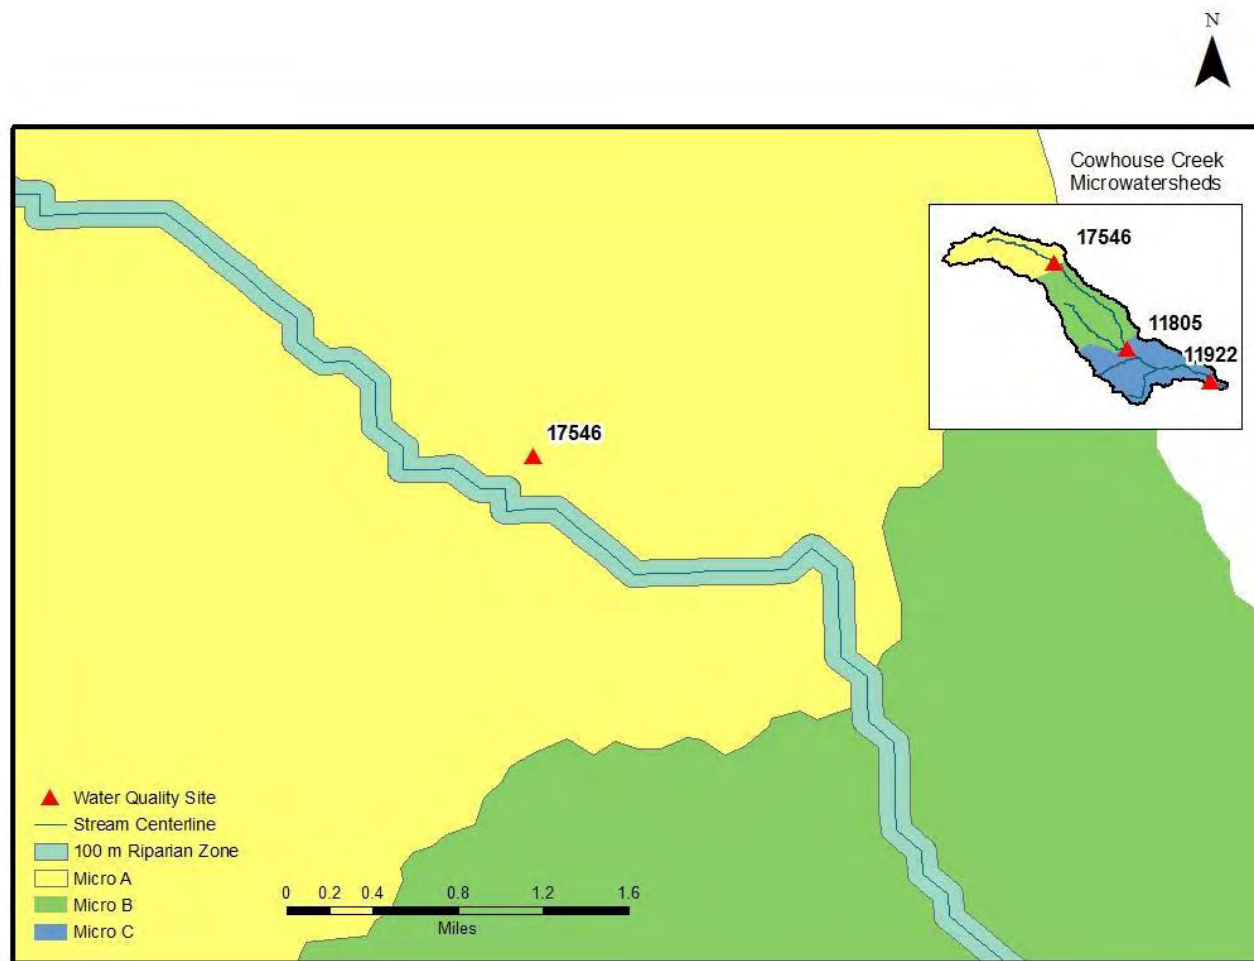 N
Cowhouse Creek
Microwatersheds
17546
11805
11922
17546
Water Quality Site
Stream Centerline
100 m Riparian Zone
Micro A
Micro B
Micro C
0 0.2 0.4 0.8 1.2 1.6
Miles